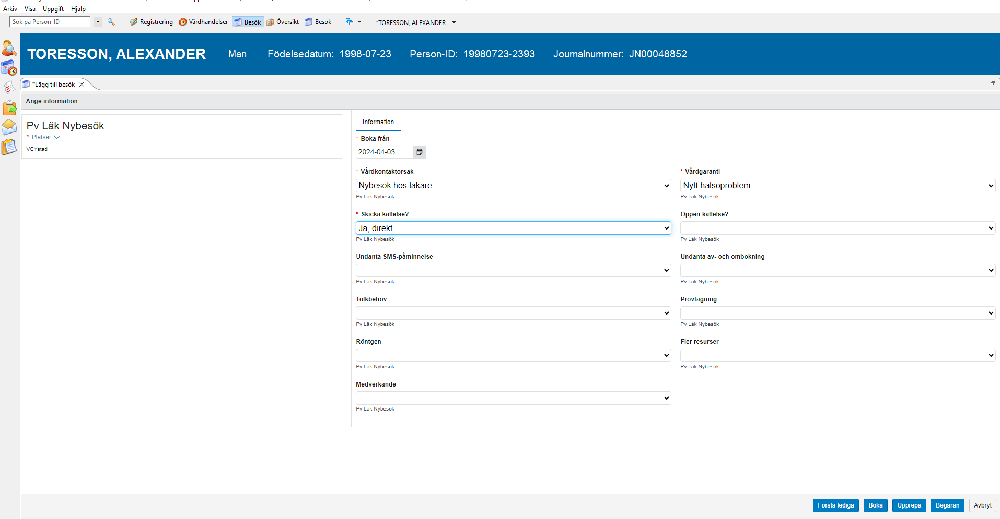 Arkiv Visa Uppgift Hjälp
Sök på Person-ID Registrering Vårdhändelser Besök Översikt Besök *TORESSON, ALEXANDER
TORESSON, ALEXANDER Man Födelsedatum: 1998-07-23 Person-ID: 19980723-2393 Journalnummer: JN00048852
*Lägg till besök
Ange information
Pv Läk Nybesök
* Platser
VCYstad
Information
* Boka från
2024-04-03
* Vårdkontaktorsak * Vårdgaranti
Nybesök hos läkare Nytt hälsoproblem
Pv Läk Nybesök Pv Läk Nybesök
* Skicka kallelse? Öppen kallelse?
Ja, direkt
Pv Läk Nybesök Pv Läk Nybesök
Undanta SMS-påminnelse Undanta av- och ombokning
Pv Läk Nybesök Pv Läk Nybesök
Tolkbehov Provtagning
Pv Läk Nybesök Pv Läk Nybesök
Röntgen Fler resurser
Pv Läk Nybesök Pv Läk Nybesök
Medverkande
Pv Läk Nybesök
Första lediga Boka Upprepa Begäran Avbryt